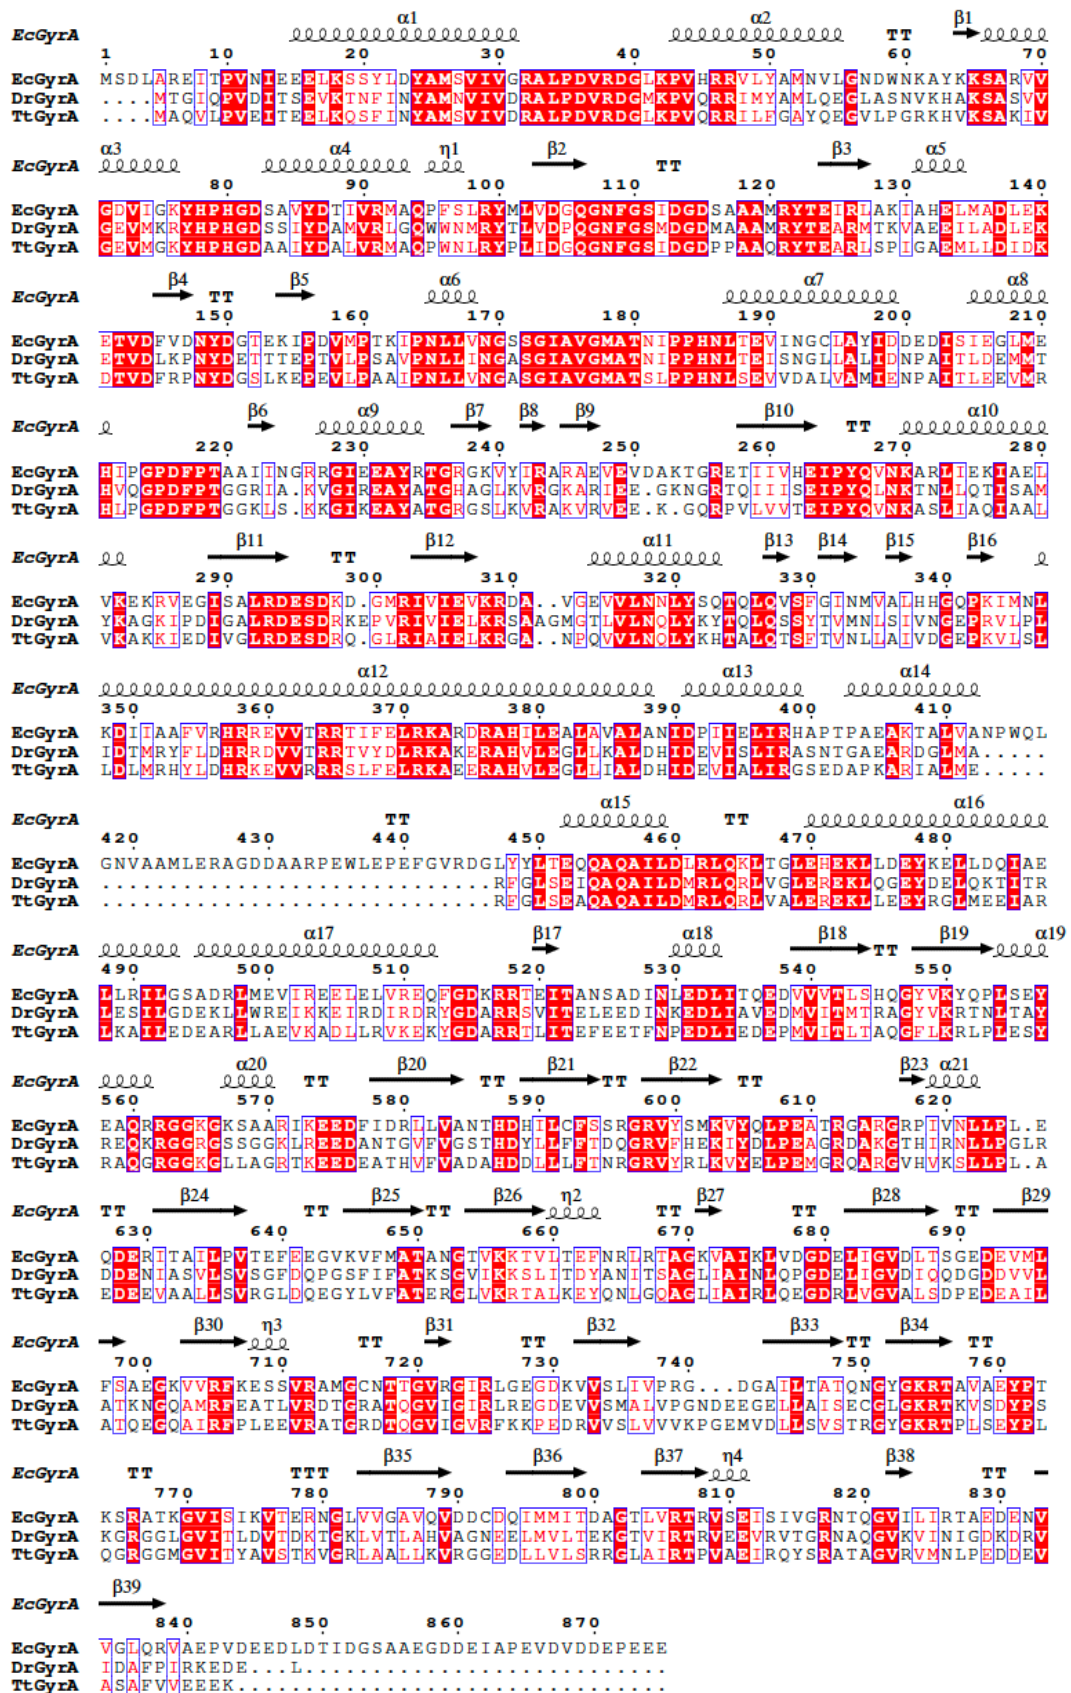 α1 α2 β1
EcGyrA TT
1 10 20 30 40 50 60 70
EcGyrA MSDLAREITPVNIEEELKSSYLDYAMSVIVGRALPDVRDGLKPVHRRVLYAMNVLGNDWNKAYKKSARVV
DrGyrA ....MTGIQPVDITSEVKTNFINYAMNVIVDRALPDVRDGMKPVQRRIMYAMLQEGLASNVKHAKSASVV
TtGyrA ....MAQVLPVEITEELKQSFINYAMSVIVDRALPDVRDGLKPVQRRILFGAYQEGVLPGRKHVKSAKIV
α3 α4 η1 β2 β3 α5
EcGyrA TT
80 90 100 110 120 130 140
EcGyrA GDVIGKYHPHGDSAVYDTIVRMAQPFSLRYMLVDGQGNFGSIDGDSAAAMRYTEIRLAKIAHELMADLEK
DrGyrA GEVMKRYHPHGDSSIYDAMVRLGQWWNMRYTLVDPQGNFGSMDGDMAAAMRYTEARMTKVAEEILADLEK
TtGyrA GEVMGKYHPHGDAAIYDALVRMAQPWNLRYPLIDGQGNFGSIDGDPPAAQRYTEARLSPIGAEMLLDIDK
β4 β5 α6 α7 α8
EcGyrA TT
150 160 170 180 190 200 210
EcGyrA ETVDFVDNYDGTEKIPDVMPTKIPNLLVNGSSGIAVGMATNIPPHNLTEVINGCLAYIDDEDISIEGLME
DrGyrA ETVDLKPNYDETTTEPTVLPSAVPNLLINGASGIAVGMATNIPPHNLTEISNGLLALIDNPAITLDEMMT
TtGyrA DTVDFRPNYDGSLKEPEVLPAAIPNLLVNGASGIAVGMATSLPPHNLSEVVDALVAMIENPAITLEEVMR
β6 α9 β7 β8 β9 β10 α10
EcGyrA TT
220 230 240 250 260 270 280
EcGyrA HIPGPDFPTAAIINGRRGIEEAYRTGRGKVYIRARAEVEVDAKTGRETIIVHEIPYQVNKARLIEKIAEL
DrGyrA HVQGPDFPTGGRIA.KVGIREAYATGHAGLKVRGKARIEE.GKNGRTQIIISEIPYQLNKTNLLQTISAM
TtGyrA HLPGPDFPTGGKLS.KKGIKEAYATGRGSLKVRAKVRVEE.K.GQRPVLVVTEIPYQVNKASLIAQIAAL
β11 β12 α11 β13 β14 β15 β16
EcGyrA TT
290 300 310 320 330 340
EcGyrA VKEKRVEGISALRDESDKD.GMRIVIEVKRDA..VGEVVLNNLYSQTQLQVSFGINMVALHHGQPKIMNL
DrGyrA YKAGKIPDIGALRDESDRKEPVRIVIELKRSAAGMGTLVLNQLYKYTQLQSSYTVMNLSIVNGEPRVLPL
TtGyrA VKAKKIEDIVGLRDESDRQ.GLRIAIELKRGA..NPQVVLNQLYKHTALQTSFTVNLLAIVDGEPKVLSL
α12 α13 α14
EcGyrA
350 360 370 380 390 400 410
EcGyrA KDIIAAFVRHRREVVTRRTIFELRKARDRAHILEALAVALANIDPIIELIRHAPTPAEAKTALVANPWQL
DrGyrA IDTMRYFLDHRRDVVTRRTVYDLRKAKERAHVLEGLLKALDHIDEVISLIRASNTGAEARDGLMA.....
TtGyrA LDLMRHYLDHRKEVVRRRSLFELRKAEERAHVLEGLLIALDHIDEVIALIRGSEDAPKARIALME.....
α15 α16
EcGyrA TT TT
420 430 440 450 460 470 480
EcGyrA GNVAAMLERAGDDAARPEWLEPEFGVRDGLYYLTEQQAQAILDLRLQKLTGLEHEKLLDEYKELLDQIAE
DrGyrA .............................RFGLSEIQAQAILDMRLQRLVGLEREKLQGEYDELQKTITR
TtGyrA .............................RFGLSEAQAQAILDMRLQRLVALEREKLLEEYRGLMEEIAR
α17 β17 α18 β18 β19 α19
EcGyrA TT
490 500 510 520 530 540 550
EcGyrA LLRILGSADRLMEVIREELELVREQFGDKRRTEITANSADINLEDLITQEDVVVTLSHQGYVKYQPLSEY
DrGyrA LESILGDEKLLWREIKKEIRDIRDRYGDARRSVITELEEDINKEDLIAVEDMVITMTRAGYVKRTNLTAY
TtGyrA LKAILEDEARLLAEVKADLLRVKEKYGDARRTLITEFEETFNPEDLIEDEPMVITLTAQGFLKRLPLESY
α20 β20 β21 β22 β23 α21
EcGyrA TT TT TT TT
560 570 580 590 600 610 620
EcGyrA EAQRRGGKGKSAARIKEEDFIDRLLVANTHDHILCFSSRGRVYSMKVYQLPEATRGARGRPIVNLLPL.E
DrGyrA REQKRGGRGSSGGKLREEDANTGVFVGSTHDYLLFFTDQGRVFHEKIYDLPEAGRDAKGTHIRNLLPGLR
TtGyrA RAQGRGGKGLLAGRTKEEDEATHVFVADAHDDLLLFTNRGRVYRLKVYELPEMGRQARGVHVKSLLPL.A
β24 β25 β26 η2 β27 β28 β29
EcGyrA TT TT TT TT TT TT
630 640 650 660 670 680 690
EcGyrA QDERITAILPVTEFEEGVKVFMATANGTVKKTVLTEFNRLRTAGKVAIKLVDGDELIGVDLTSGEDEVML
DrGyrA DDENIASVLSVSGFDQPGSFIFATKSGVIKKSLITDYANITSAGLIAINLQPGDELIGVDIQQDGDDVVL
TtGyrA EDEEVAALLSVRGLDQEGYLVFATERGLVKRTALKEYQNLGQAGLIAIRLQEGDRLVGVALSDPEDEAIL
β30 η3 β31 β32 β33 β34
EcGyrA TT TT TT TT
700 710 720 730 740 750 760
EcGyrA FSAEGKVVRFKESSVRAMGCNTTGVRGIRLGEGDKVVSLIVPRG...DGAILTATQNGYGKRTAVAEYPT
DrGyrA ATKNGQAMRFEATLVRDTGRATQGVIGIRLREGDEVVSMALVPGNDEEGELLAISECGLGKRTKVSDYPS
TtGyrA ATQEGQAIRFPLEEVRATGRDTQGVIGVRFKKPEDRVVSLVVVKPGEMVDLLSVSTRGYGKRTPLSEYPL
β35 β36 β37 η4 β38
EcGyrA TT TTT TT
770 780 790 800 810 820 830
EcGyrA KSRATKGVISIKVTERNGLVVGAVQVDDCDQIMMITDAGTLVRTRVSEISIVGRNTQGVILIRTAEDENV
DrGyrA KGRGGLGVITLDVTDKTGKLVTLAHVAGNEELMVLTEKGTVIRTRVEEVRVTGRNAQGVKVINIGDKDRV
TtGyrA QGRGGMGVITYAVSTKVGRLAALLKVRGGEDLLVLSRRGLAIRTPVAEIRQYSRATAGVRVMNLPEDDEV
β39
EcGyrA
840 850 860 870
EcGyrA VGLQRVAEPVDEEDLDTIDGSAAEGDDEIAPEVDVDDEPEEE
DrGyrA IDAFPIRKEDE...L...........................
TtGyrA ASAFVVEEEK................................